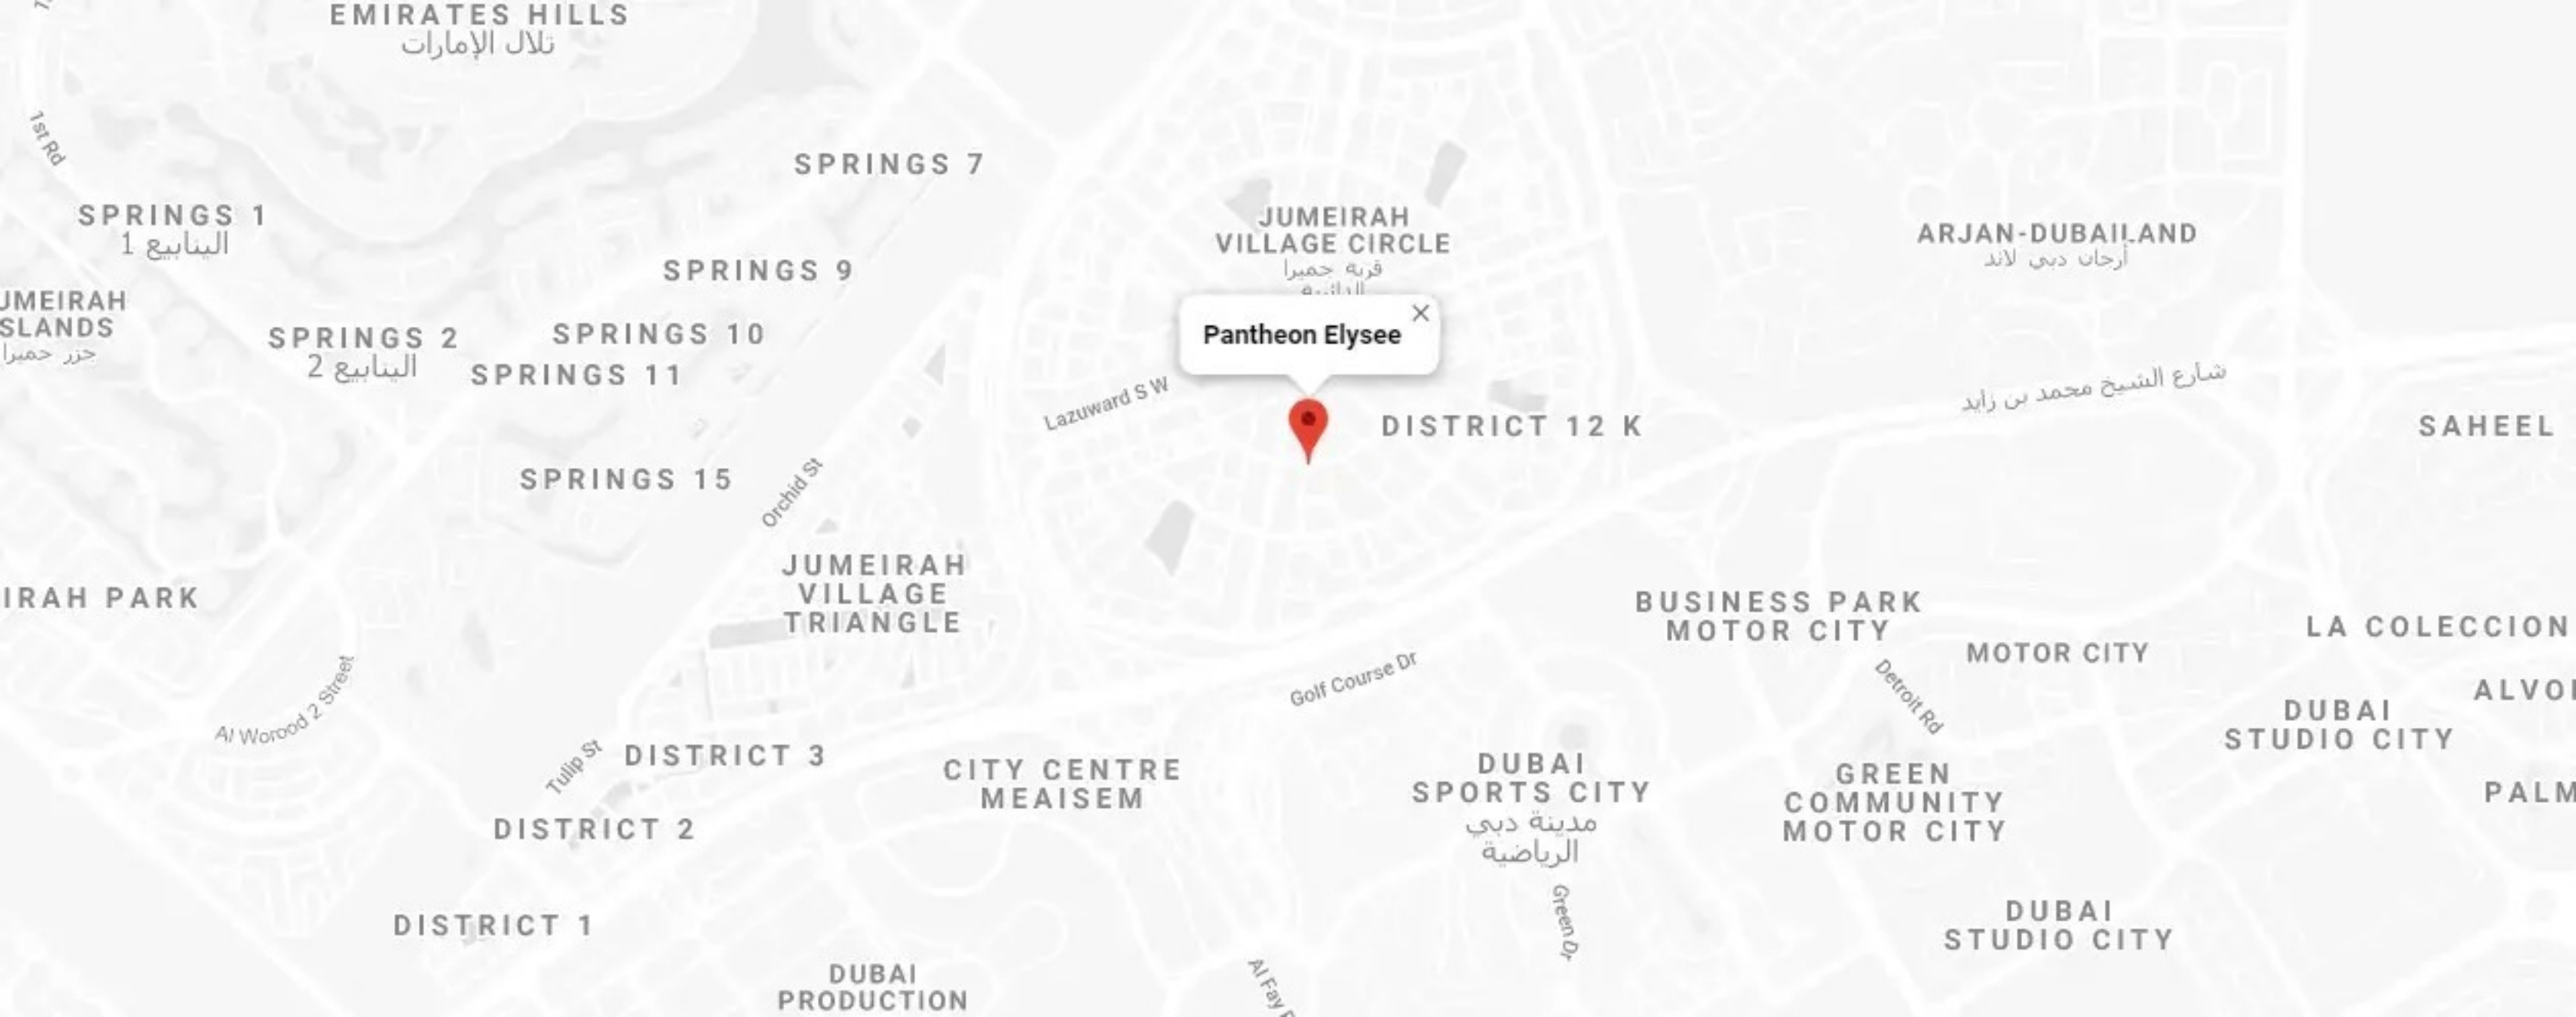 EMIRATES HILLS
تلال الإمارات
1st Rd
SPRINGS 7
SPRINGS 1
الينابيع 1
JUMEIRAH
VILLAGE CIRCLE
قرية جميرا
الدائرية
ARJAN-DUBAILAND
أرجان دبي لاند
SPRINGS 9
UMEIRAH
SLANDS
جزر جميرا
SPRINGS 2
الينابيع 2
SPRINGS 10
SPRINGS 11
Pantheon Elysee
Lazuward S W
شارع الشيخ محمد بن زايد
DISTRICT 12 K
SAHEEL
SPRINGS 15
Orchid St
JUMEIRAH
VILLAGE
TRIANGLE
IRAH PARK
BUSINESS PARK
MOTOR CITY
MOTOR CITY
LA COLECCION
Al Worood 2 Street
Golf Course Dr
Detroit Rd
ALVO
DUBAI
STUDIO CITY
Tulip St
DISTRICT 3
CITY CENTRE
MEAISEM
DUBAI
SPORTS CITY
مدينة دبي
الرياضية
GREEN
COMMUNITY
MOTOR CITY
PALM
DISTRICT 2
Green Dr
DISTRICT 1
DUBAI
STUDIO CITY
DUBAI
PRODUCTION
Al Fay